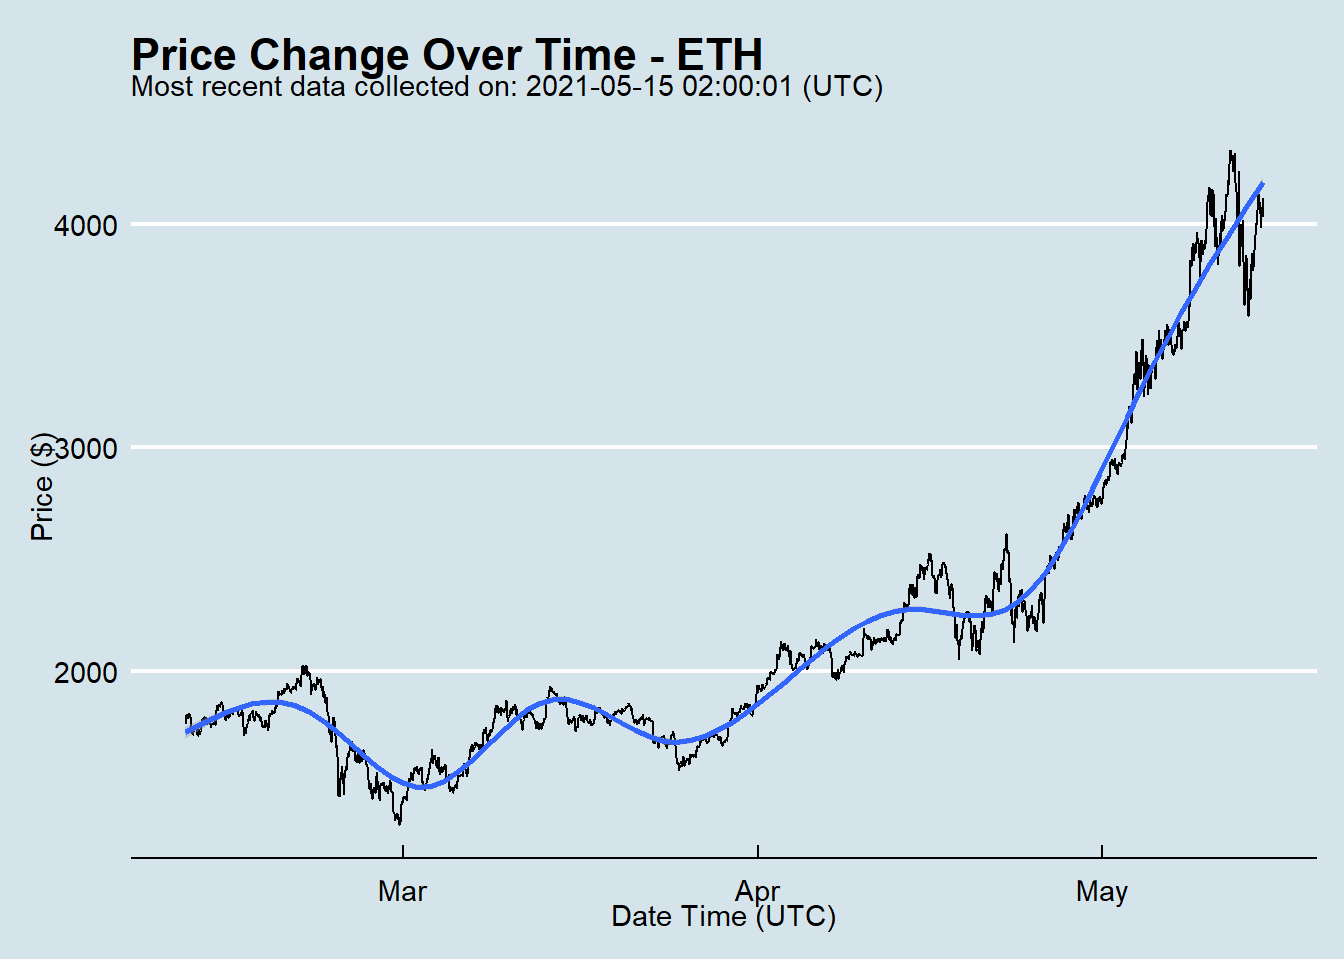 Price Change Over Time - ETH
Most recent data collected on: 2021-05-15 02:00:01 (UTC)
4000
3000
2000
Price ($)
Mar
Apr
May
Date Time (UTC)